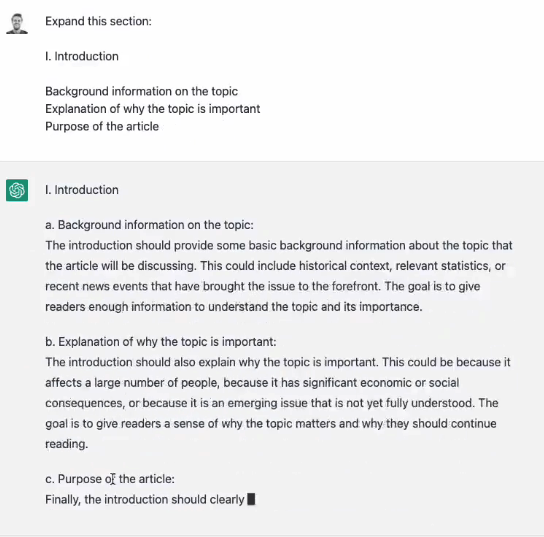 Expand this section:
I. Introduction
Background information on the topic
Explanation of why the topic is important
Purpose of the article
I. Introduction
a. Background information on the topic:
The introduction should provide some basic background information about the topic that
the article will be discussing. This could include historical context, relevant statistics, or
recent news events that have brought the issue to the forefront. The goal is to give
readers enough information to understand the topic and its importance.
b. Explanation of why the topic is important:
The introduction should also explain why the topic is important. This could be because it
affects a large number of people, because it has significant economic or social
consequences, or because it is an emerging issue that is not yet fully understood. The
goal is to give readers a sense of why the topic matters and why they should continue
reading.
c. Purpose of the article:
Finally, the introduction should clearly